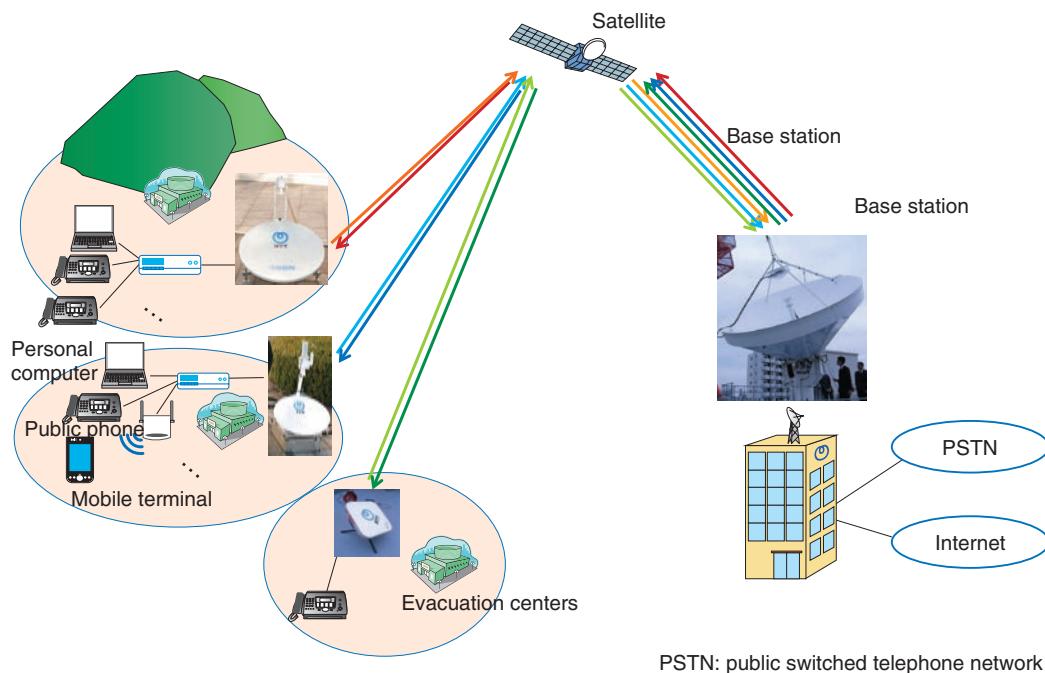 Satellite
Base station
Base station
Personal
computer
Public phone
Mobile terminal
Evacuation centers
PSTN
Internet
PSTN: public switched telephone network